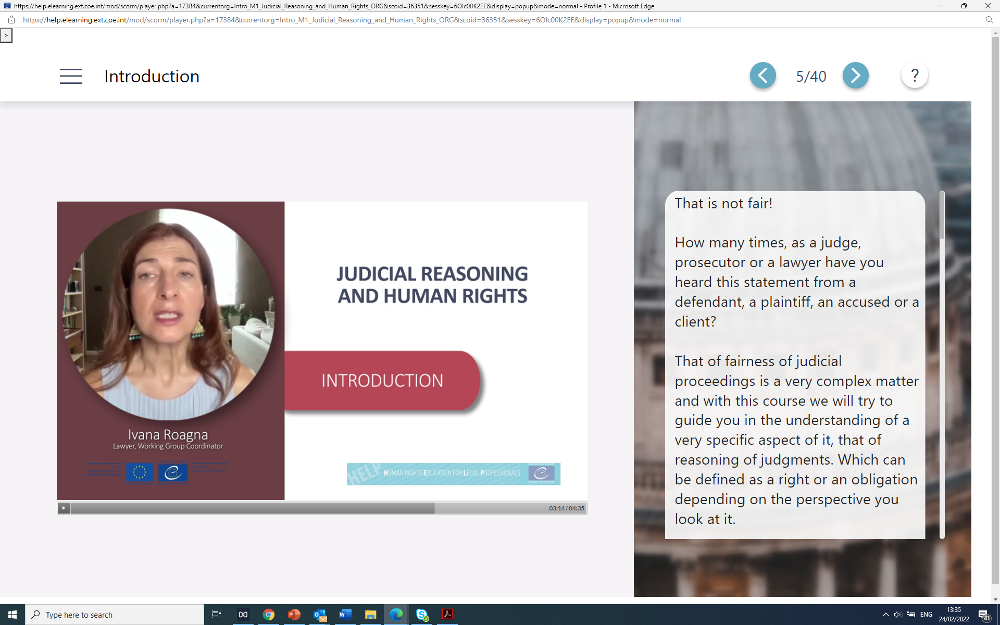 https://help.elearning.ext.coe.int/mod/scorm/player.php?a=17384&currentorg=Intro_M1_Judicial_Reasoning_and_Human_Rights_ORG&scoid=36351&sesskey=6OIc00K2EE&display=popup&mode=normal - Profile 1 - Microsoft Edge
https://help.elearning.ext.coe.int/mod/scorm/player.php?a=17384&currentorg=Intro_M1_Judicial_Reasoning_and_Human_Rights_ORG&scoid=36351&sesskey=6OIc00K2EE&display=popup&mode=normal
>
Introduction
5/40
?
JUDICIAL REASONING
AND HUMAN RIGHTS
INTRODUCTION
Ivana Roagna
Lawyer, Working Group Coordinator
HELP
HUMAN RIGHTS EDUCATION FOR LEGAL PROFESSIONALS
03:14 / 04:35
That is not fair!
How many times, as a judge,
prosecutor or a lawyer have you
heard this statement from a
defendant, a plaintiff, an accused or a
client?
That of fairness of judicial
proceedings is a very complex matter
and with this course we will try to
guide you in the understanding of a
very specific aspect of it, that of
reasoning of judgments. Which can
be defined as a right or an obligation
depending on the perspective you
look at it.
Type here to search
ENG
13:35
24/02/2022
41